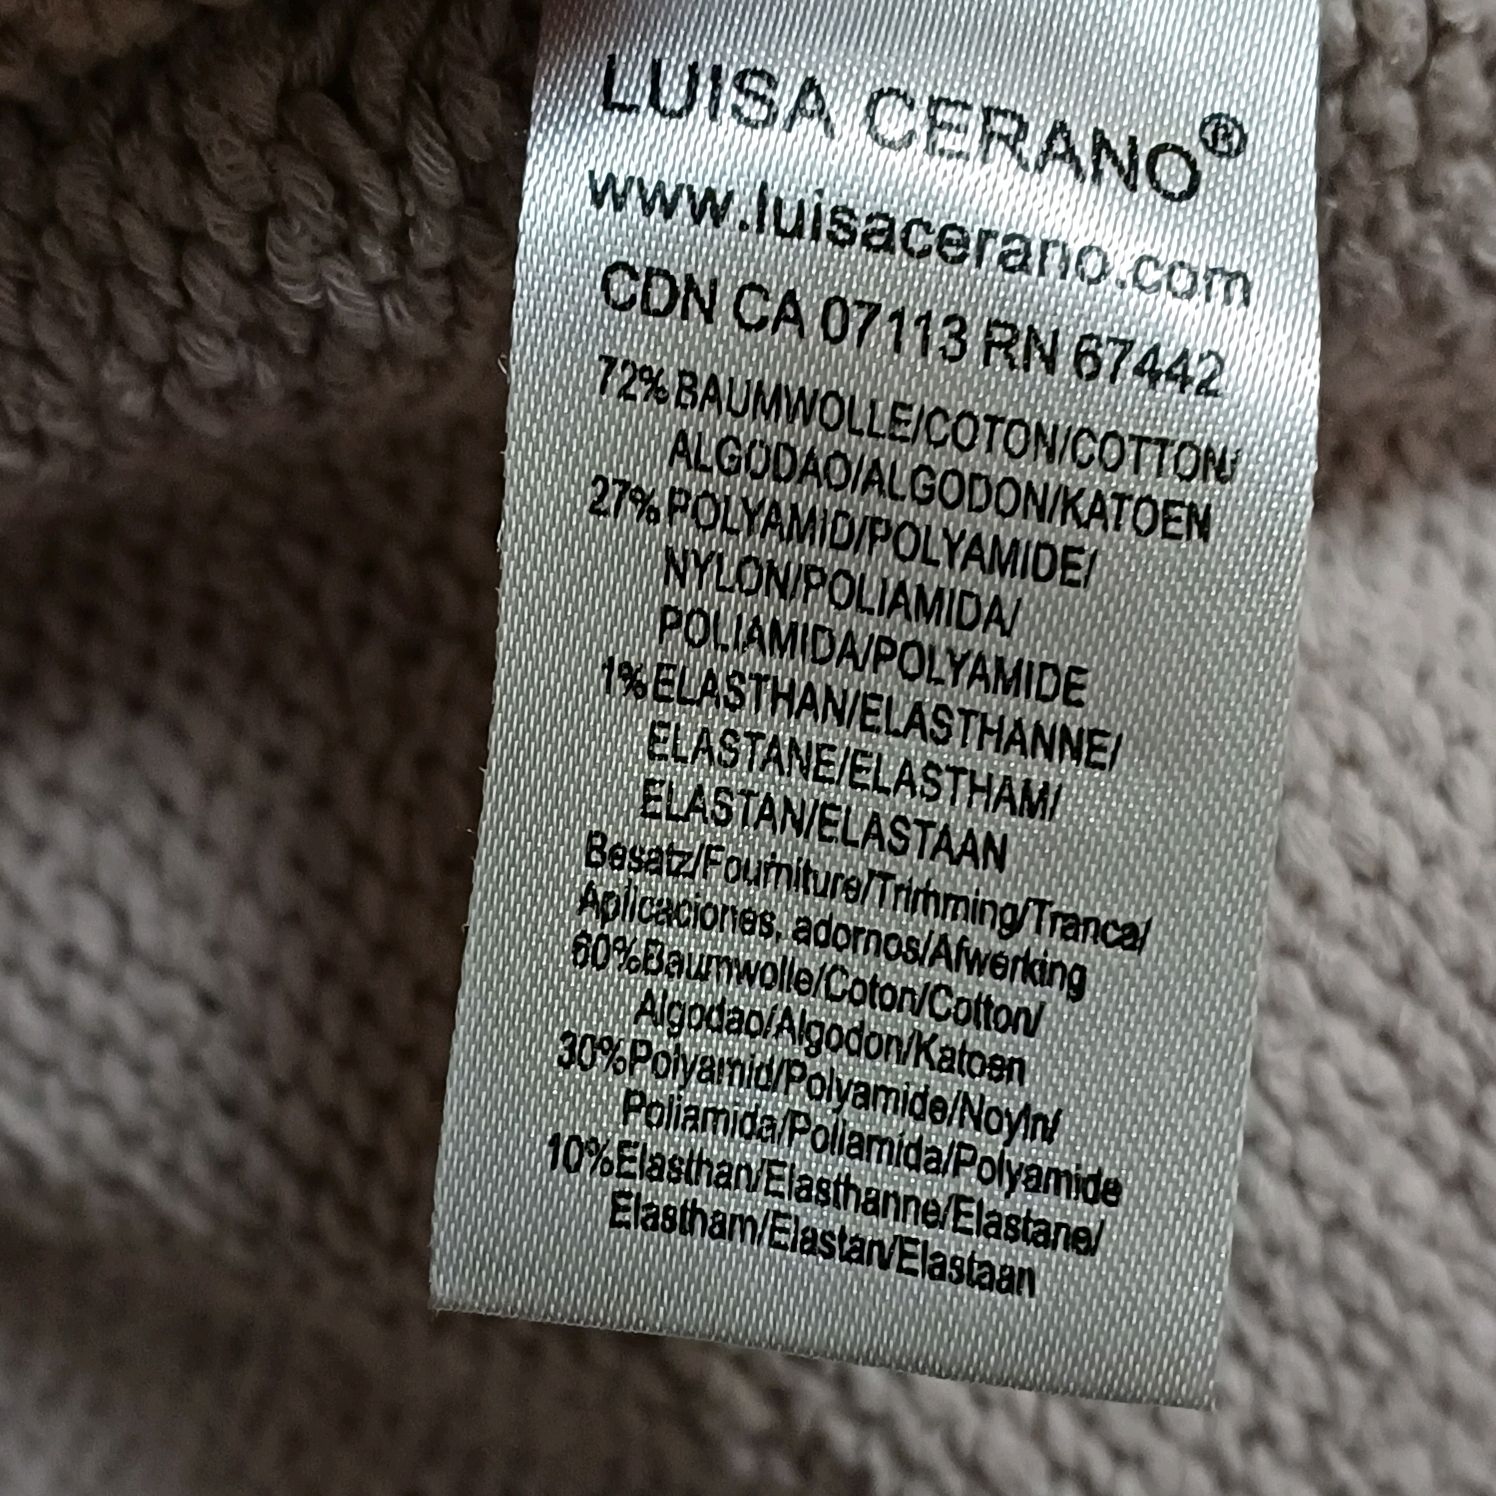 LUISA CERANO®
www.luisacerano.com
CDN CA 07113 RN 67442
72%BAUMWOLLE/COTON/COTTON/
ALGODAO/ALGODON/KATOEN
27%POLYAMID/POLYAMIDE/
NYLON/POLIAMIDA/
POLIAMIDA/POLYAMIDE
1%ELASTHAN/ELASTHANNE/
ELASTANE/ELASTHAM/
ELASTAN/ELASTAAN
Besatz/Fourniture/Trimming/Tranca/
Aplicaciones, adornos/Afwerking
60%Baumwolle/Coton/Cotton/
Algodao/Algodon/Katoen
30%Polyamid/Polyamide/Noyln/
Poliamida/Poliamida/Polyamide
10%Elasthan/Elasthanne/Elastane/
Elastham/Elastan/Elastaan